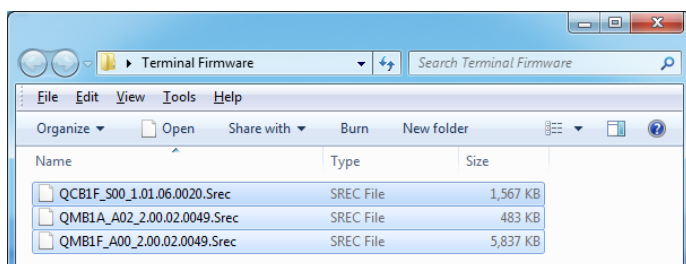 Terminal Firmware Search Terminal Firmware
File Edit View Tools Help
Organize Open Share with Burn New folder
Name Type Size
QCB1F_S00_1.01.06.0020.Srec SREC File 1,567 KB
QMB1A_A02_2.00.02.0049.Srec SREC File 483 KB
QMB1F_A00_2.00.02.0049.Srec SREC File 5,837 KB